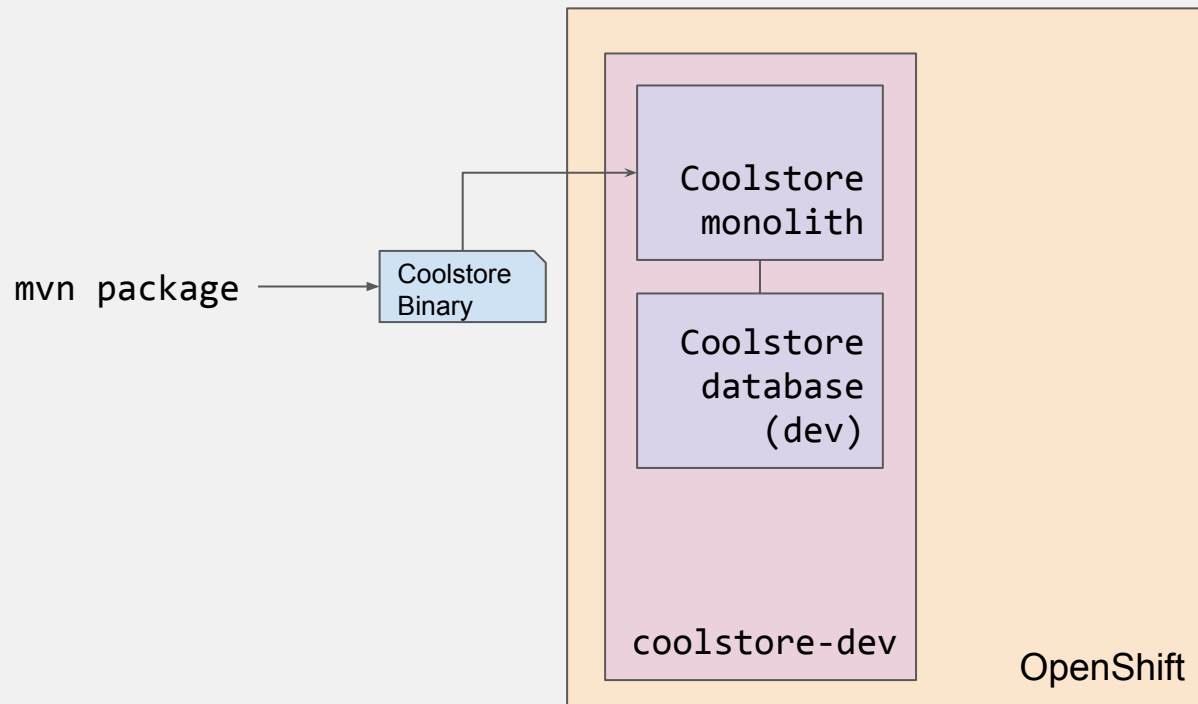 mvn package
Coolstore
Binary
Coolstore
monolith
Coolstore
database
(dev)
coolstore-dev
OpenShift